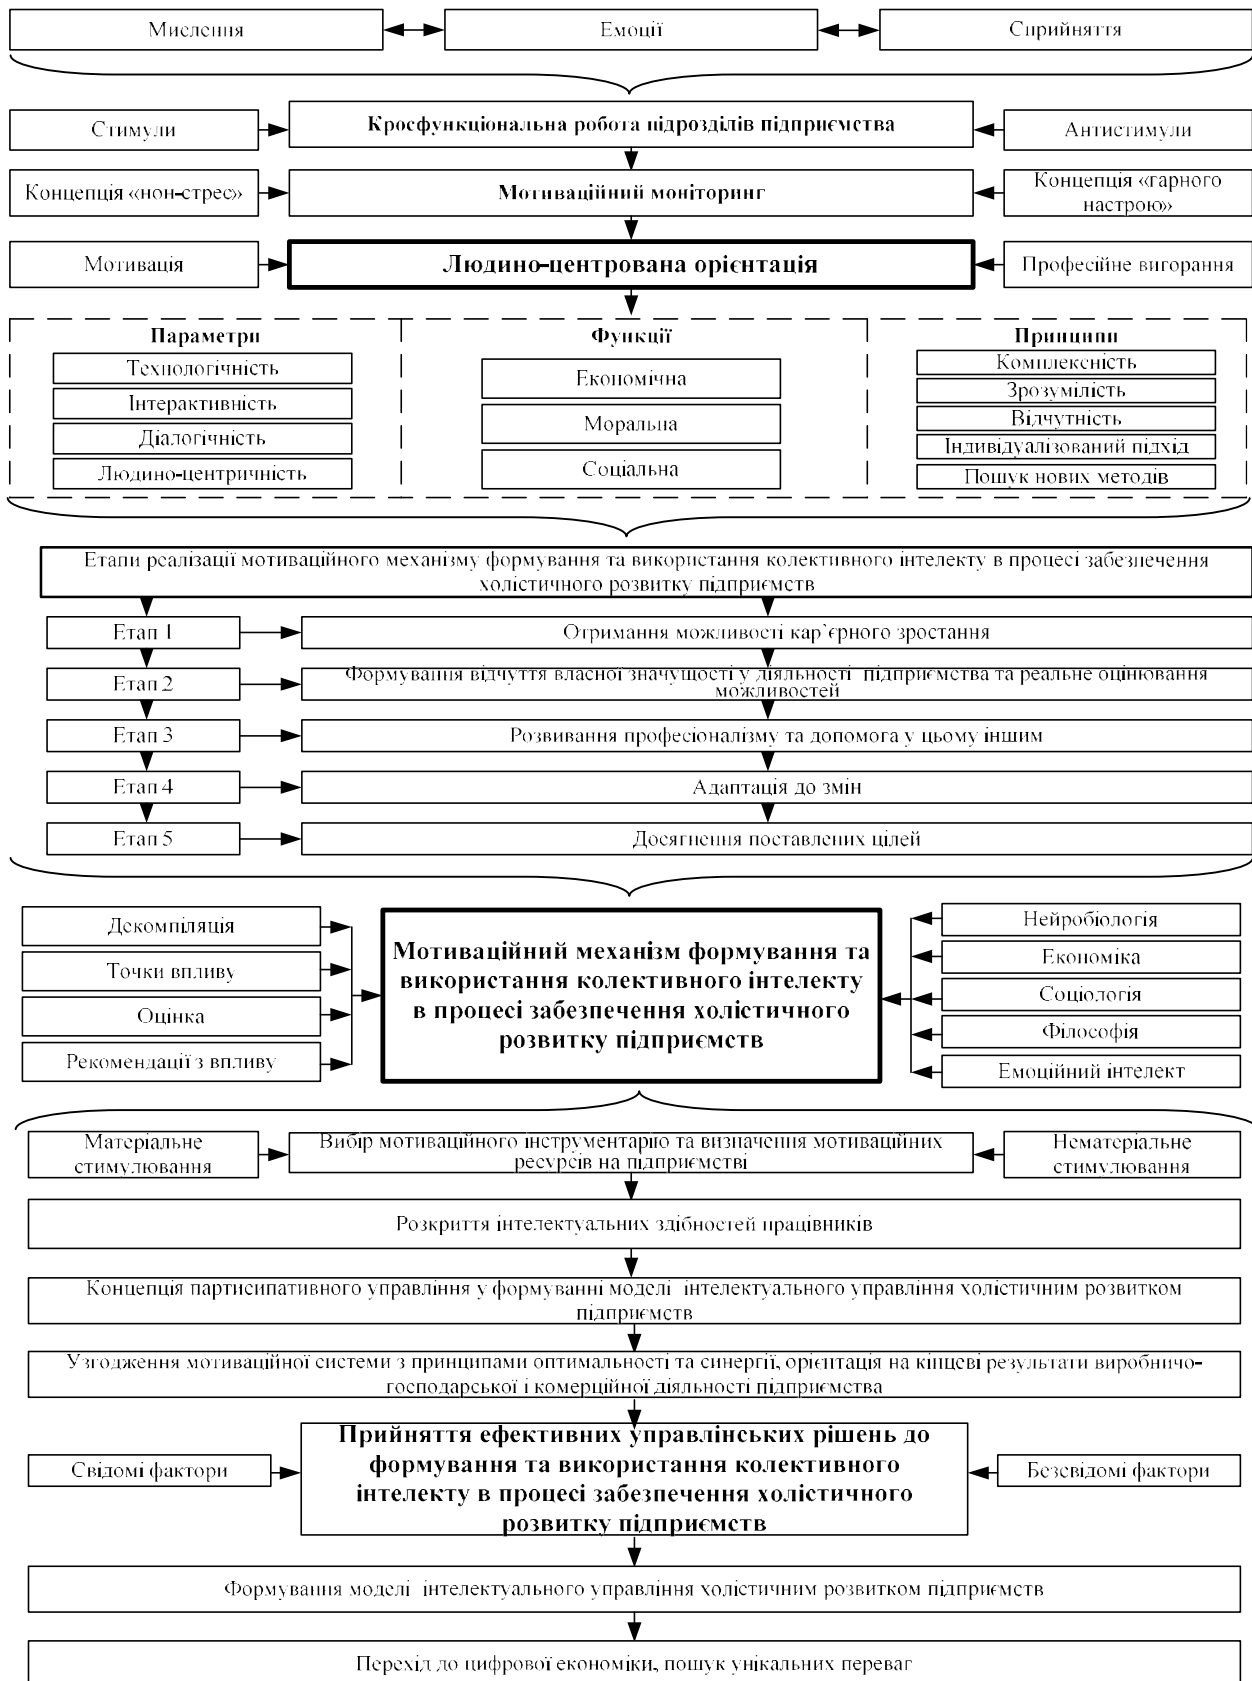 Мислення
Емоції
Сприйняття
Стимули
Кросфункціональна робота підрозділів підприємства
Антистимули
Концепція «нон-стрес»
Мотиваційний моніторинг
Концепція «гарного
настрою»
Мотивація
Людино-центрована орієнтація
Професійне вигорання
Параметри
Технологічність
Інтерактивність
Діалогічність
Людино-центричність
Функції
Економічна
Моральна
Соціальна
Принципи
Комплексність
Зрозумілість
Відчутність
Індивідуалізований підхід
Пошук нових методів
Етапи реалізації мотиваційного механізму формування та використання колективного інтелекту в процесі забезпечення
холістичного розвитку підприємств
Етап 1
Отримання можливості кар’єрного зростання
Етап 2
Формування відчуття власної значущості у діяльності підприємства та реальне оцінювання
можливостей
Етап 3
Розвивання професіоналізму та допомога у цьому іншим
Етап 4
Адаптація до змін
Етап 5
Досягнення поставлених цілей
Декомпіляція
Точки впливу
Оцінка
Рекомендації з впливу
Мотиваційний механізм формування та
використання колективного інтелекту
в процесі забезпечення холістичного
розвитку підприємств
Нейробіологія
Економіка
Соціологія
Філософія
Емоційний інтелект
Матеріальне
стимулювання
Вибір мотиваційного інструментарію та визначення мотиваційних
ресурсів на підприємстві
Нематеріальне
стимулювання
Розкриття інтелектуальних здібностей працівників
Концепція партисипативного управління у формуванні моделі інтелектуального управління холістичним розвитком
підприємств
Узгодження мотиваційної системи з принципами оптимальності та синергії, орієнтація на кінцеві результати виробничо-
господарської і комерційної діяльності підприємства
Свідомі фактори
Прийняття ефективних управлінських рішень до
формування та використання колективного
інтелекту в процесі забезпечення холістичного
розвитку підприємств
Безсвідомі фактори
Формування моделі інтелектуального управління холістичним розвитком підприємств
Перехід до цифрової економіки, пошук унікальних переваг